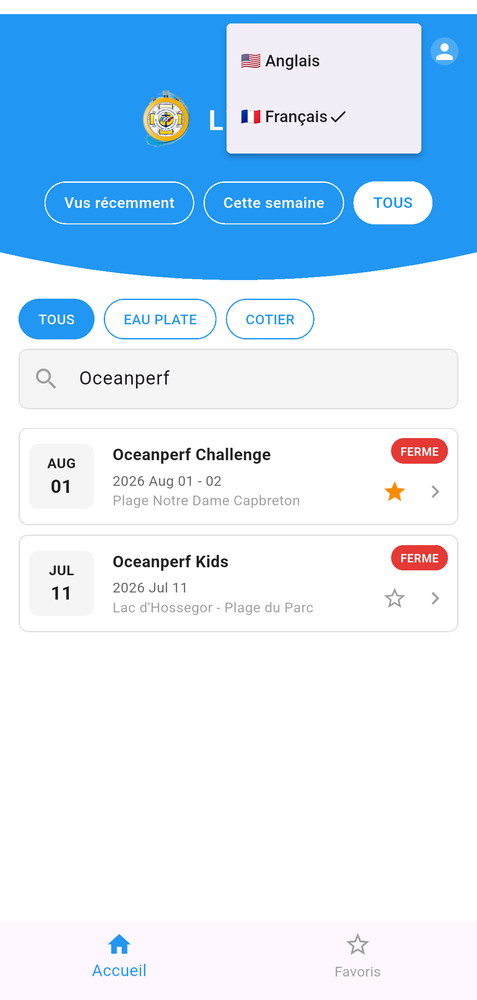 Anglais
Français
L
Vus récemment
Cette semaine
TOUS
TOUS
EAU PLATE
COTIER
Oceanperf
AUG
01
Oceanperf Challenge
2026 Aug 01 - 02
Plage Notre Dame Capbreton
FERME
JUL
11
Oceanperf Kids
2026 Jul 11
Lac d'Hossegor - Plage du Parc
FERME
Accueil
Favoris